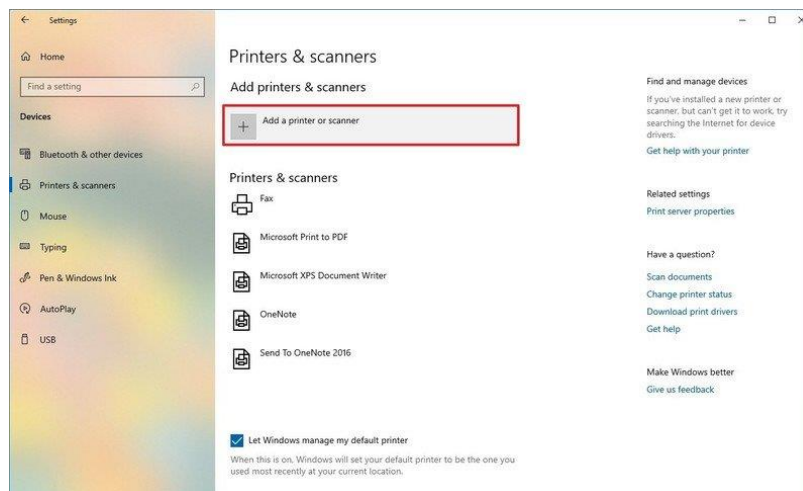 Settings
Home
Find a setting
Devices
Bluetooth & other devices
Printers & scanners
Mouse
Typing
Pen & Windows Ink
AutoPlay
USB
Printers & scanners
Add printers & scanners
Add a printer or scanner
Printers & scanners
Fax
Microsoft Print to PDF
Microsoft XPS Document Writer
OneNote
Send To OneNote 2016
Let Windows manage my default printer
When this is on, Windows will set your default printer to be the one you
used most recently at your current location.
Find and manage devices
If you've installed a new printer or
scanner, but can't get it to work, try
searching the Internet for device
drivers.
Get help with your printer
Related settings
Print server properties
Have a question?
Scan documents
Change printer status
Download print drivers
Get help
Make Windows better
Give us feedback